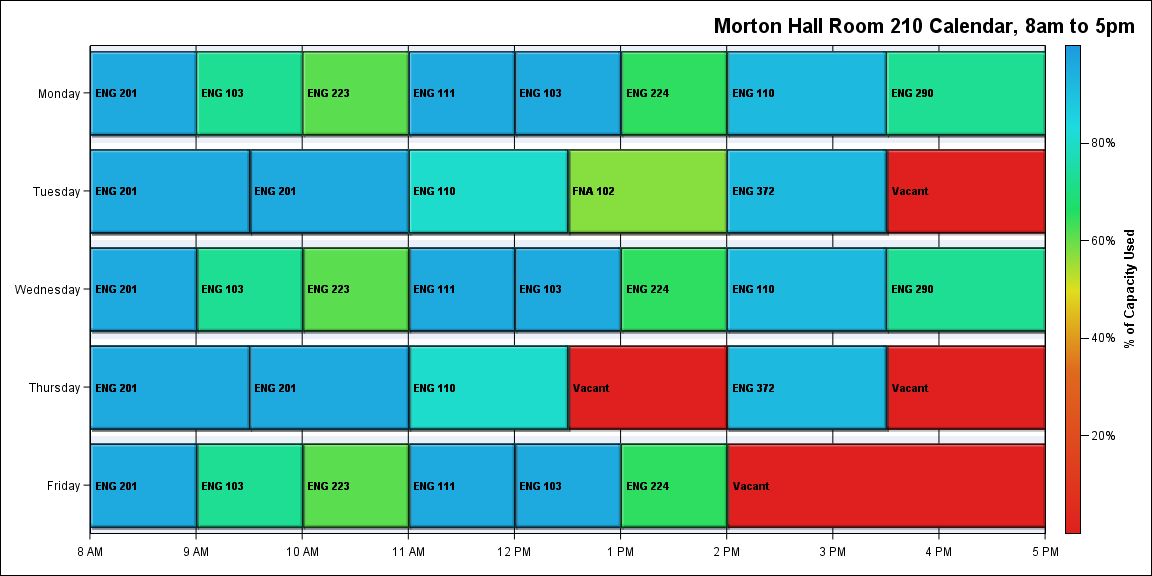 Morton Hall Room 210 Calendar, 8am to 5pm
Monday
ENG 201
ENG 103
ENG 223
ENG 111
ENG 103
ENG 224
ENG 110
ENG 290
Tuesday
ENG 201
ENG 201
ENG 110
FNA 102
ENG 372
Vacant
Wednesday
ENG 201
ENG 103
ENG 223
ENG 111
ENG 103
ENG 224
ENG 110
ENG 290
Thursday
ENG 201
ENG 201
ENG 110
Vacant
ENG 372
Vacant
Friday
ENG 201
ENG 103
ENG 223
ENG 111
ENG 103
ENG 224
Vacant
8 AM
9 AM
10 AM
11 AM
12 PM
1 PM
2 PM
3 PM
4 PM
5 PM
80%
60%
40%
20%
% of Capacity Used